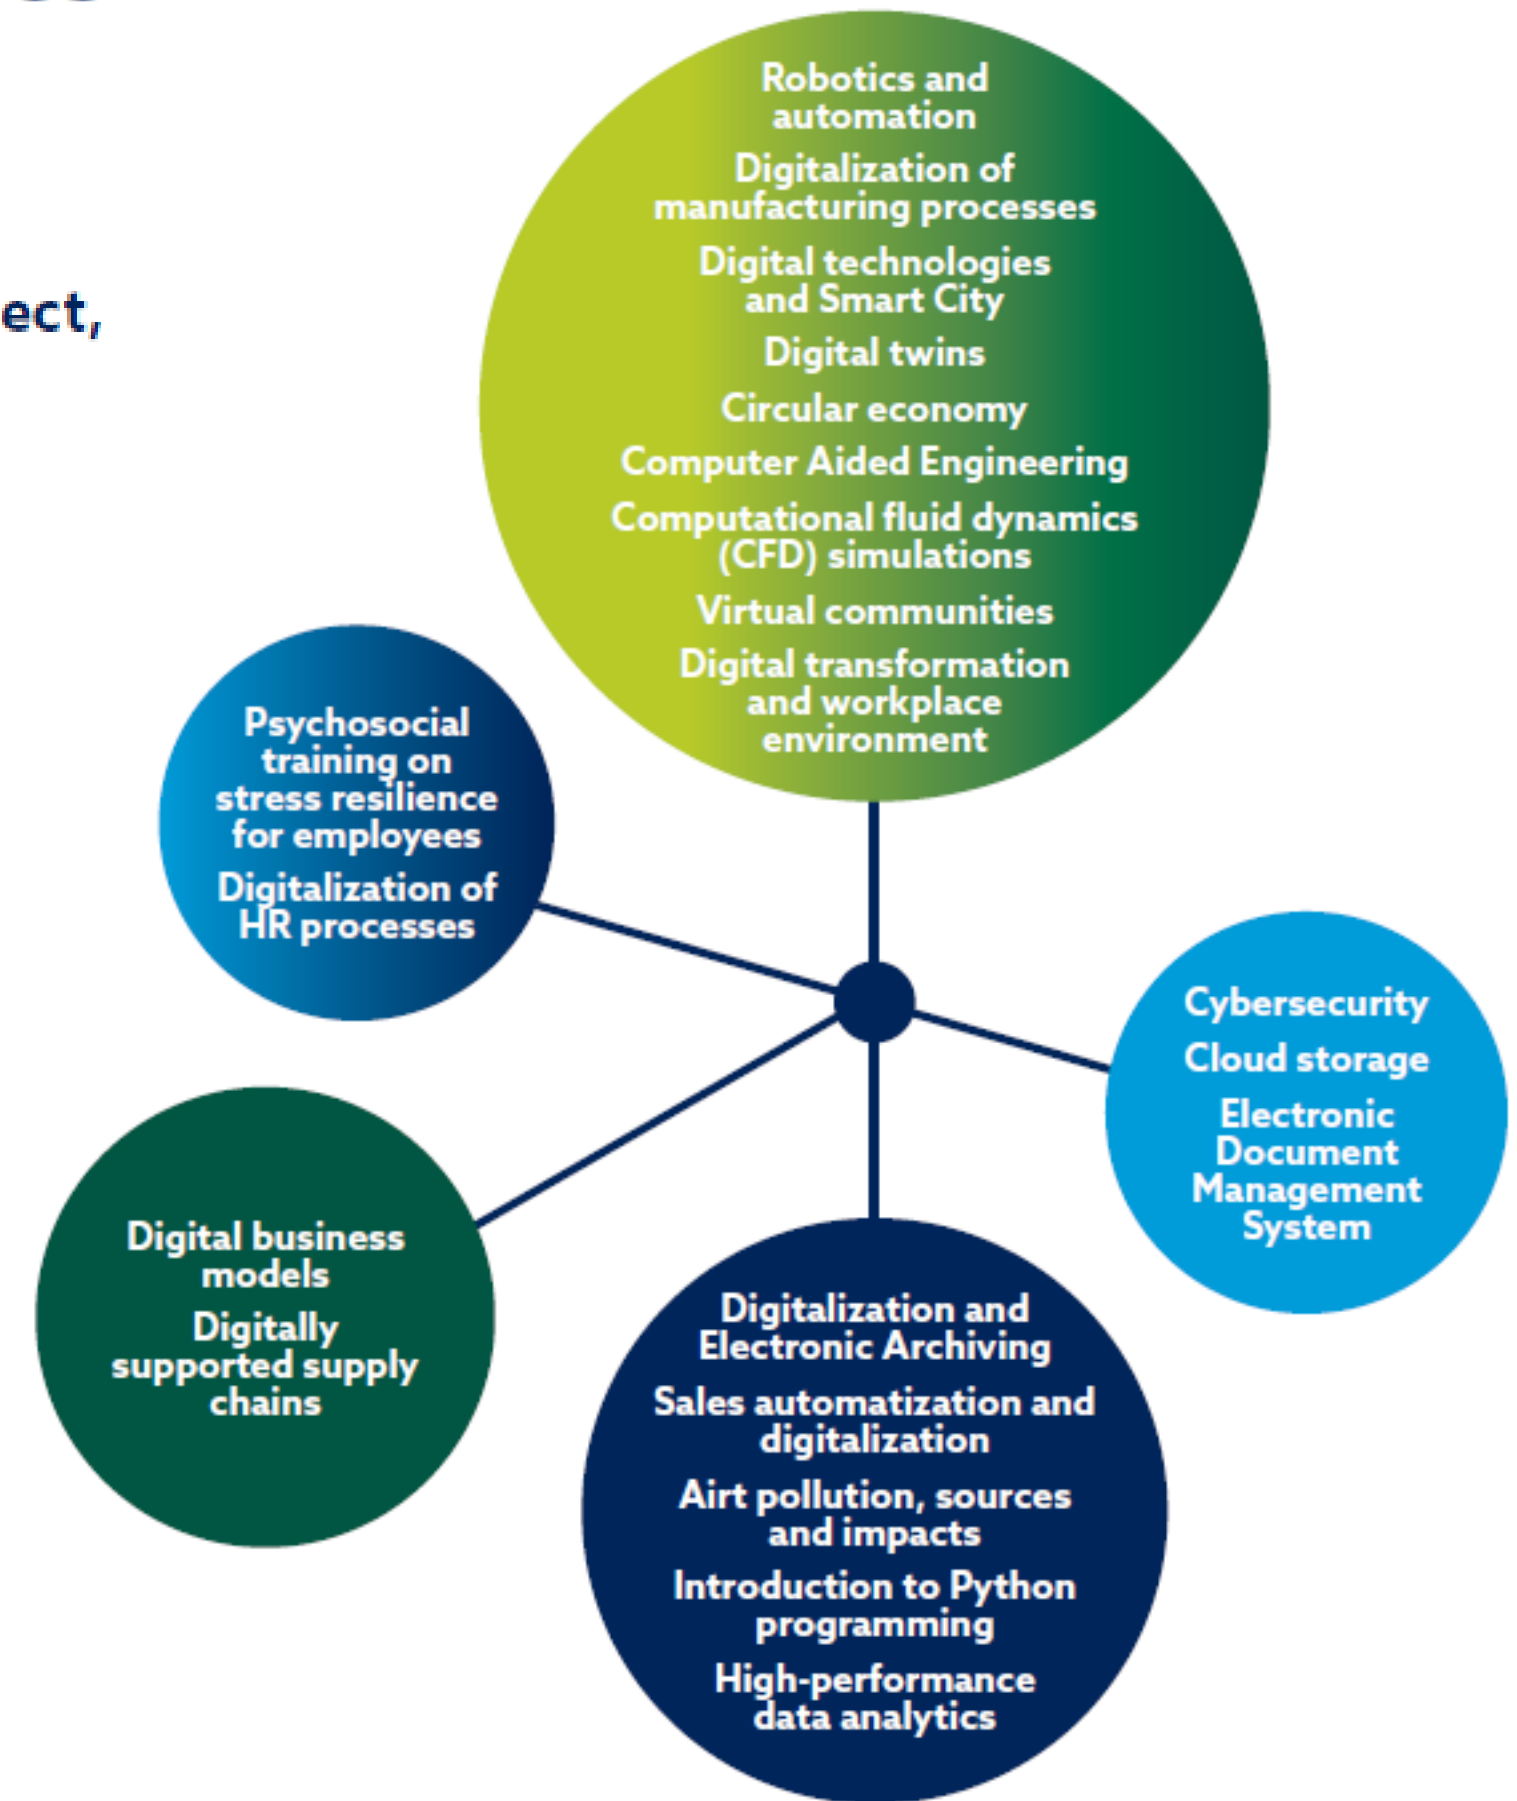 ect,
Robotics and
automation
Digitalization of
manufacturing processes
Digital technologies
and Smart City
Digital twins
Circular economy
Computer Aided Engineering
Computational fluid dynamics
(CFD) simulations
Virtual communities
Digital transformation
and workplace
environment
Psychosocial
training on
stress resilience
for employees
Digitalization of
HR processes
Cybersecurity
Cloud storage
Electronic
Document
Management
System
Digital business
models
Digitally
supported supply
chains
Digitalization and
Electronic Archiving
Sales automatization and
digitalization
Airt pollution, sources
and impacts
Introduction to Python
programming
High-performance
data analytics